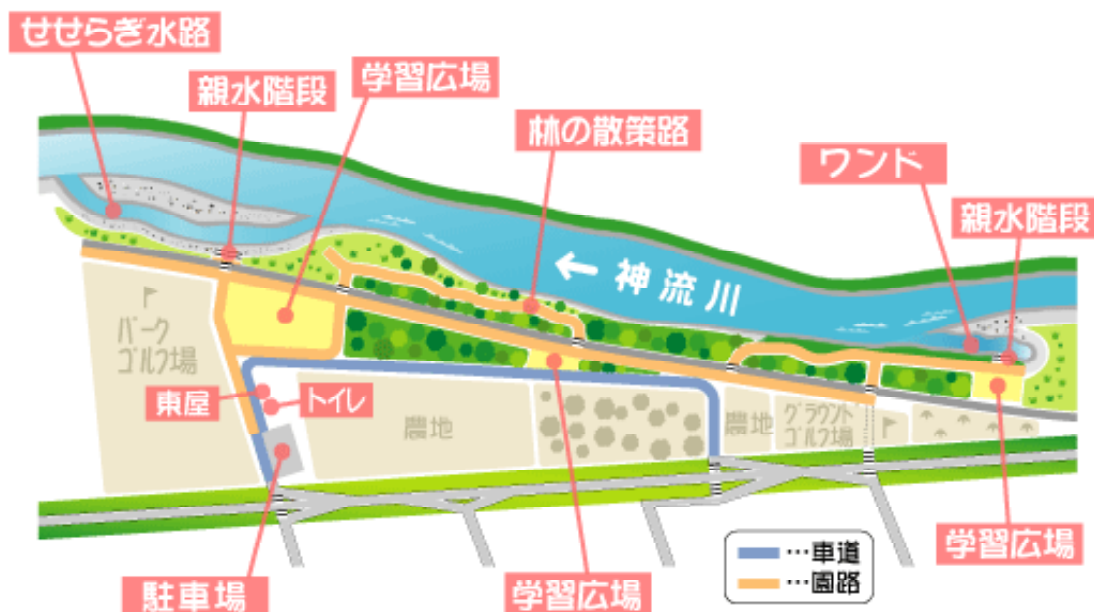 せせらぎ水路
親水階段
学習広場
林の散策路
ワンド
親水階段
← 神流川
パーク
ゴルフ場
東屋
トイレ
農地
農地
グラウンド
ゴルフ場
駐車場
学習広場
学習広場
…車道
…園路